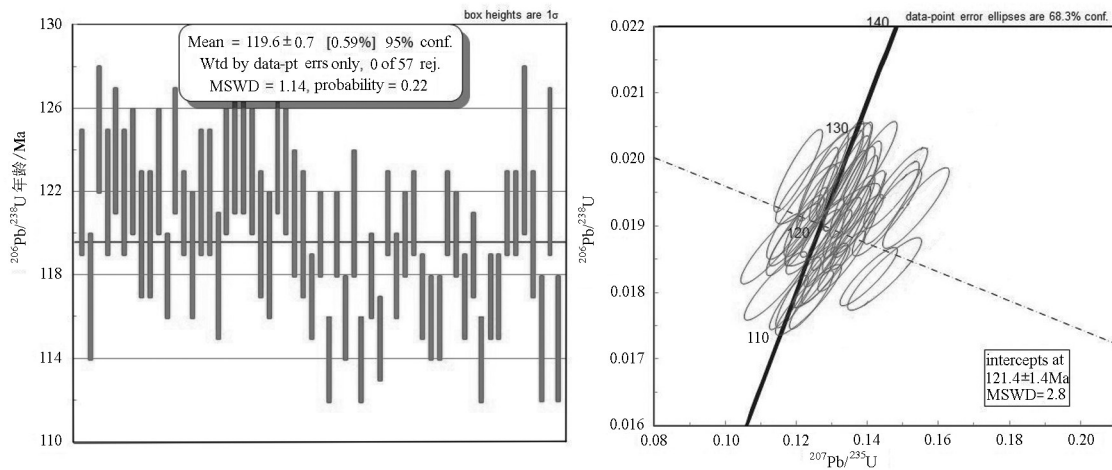 box heights are 1σ
130
126
122
118
114
110
²⁰⁶Pb/²³⁸U 年龄/Ma
Mean = 119.6±0.7 [0.59%] 95% conf.
Wtd by data-pt errs only, 0 of 57 rej.
MSWD = 1.14, probability = 0.22
data-point error ellipses are 68.3% conf.
0.022
0.021
0.020
0.019
0.018
0.017
0.016
²⁰⁶Pb/²³⁸U
140
130
120
110
intercepts at
121.4±1.4Ma
MSWD=2.8
0.08 0.10 0.12 0.14 0.16 0.18 0.20
²⁰⁷Pb/²³⁵U